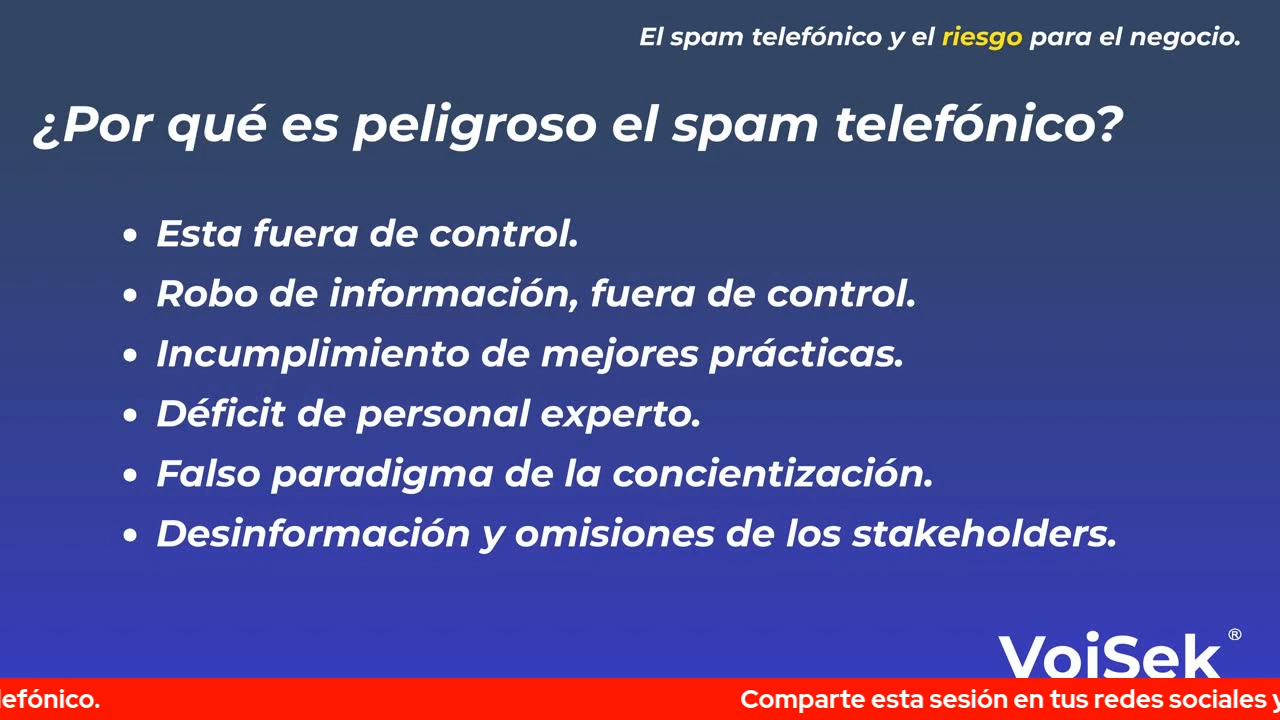 El spam telefónico y el riesgo para el negocio.
¿Por qué es peligroso el spam telefónico?
• Esta fuera de control.
• Robo de información, fuera de control.
• Incumplimiento de mejores prácticas.
• Déficit de personal experto.
• Falso paradigma de la concientización.
• Desinformación y omisiones de los stakeholders.
VoiSek®
lefónico. Comparte esta sesión en tus redes sociales y